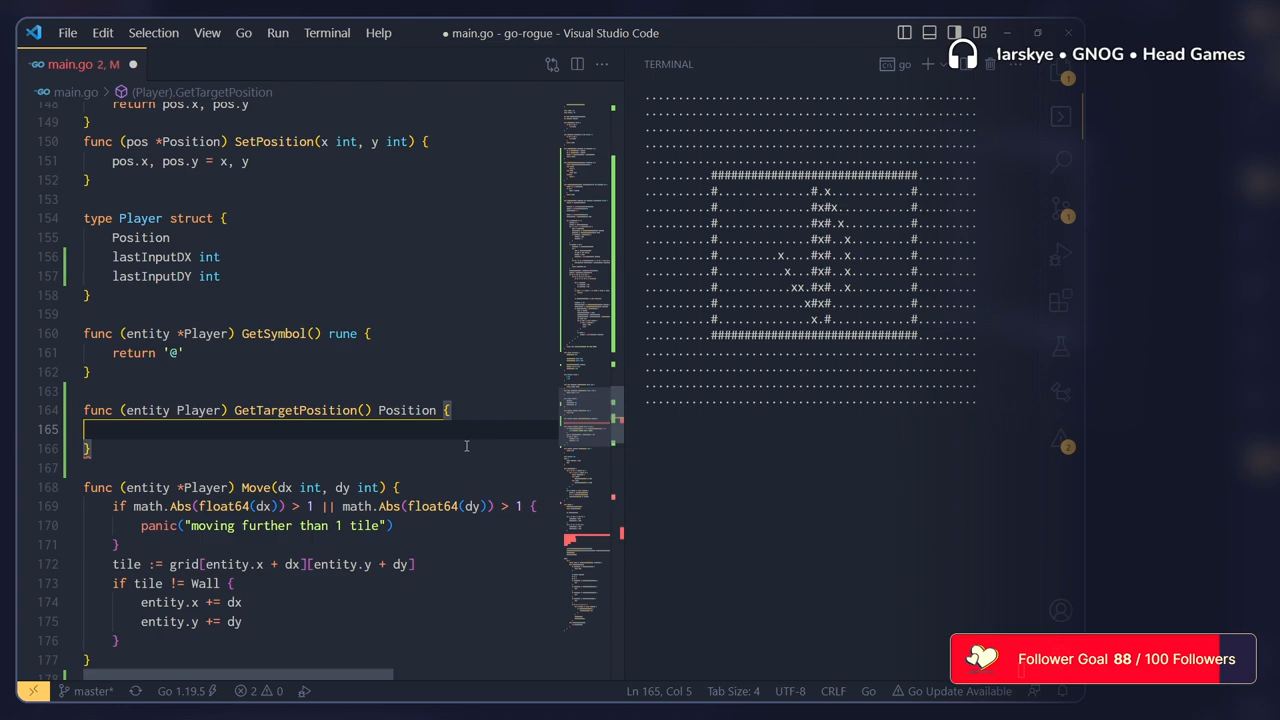 File Edit Selection View Go Run Terminal Help
● main.go - go-rogue - Visual Studio Code
main.go 2, M ●
larskye • GNOG • Head Games
TERMINAL
go
main.go > (Player).GetTargetPosition
148 return pos.x, pos.y
149 }
150 func (pos *Position) SetPosition(x int, y int) {
151 pos.x, pos.y = x, y
152 }
153
154 type Player struct {
155 Position
156 lastInputDX int
157 lastInputDY int
158 }
159
160 func (entity *Player) GetSymbol() rune {
161 return '@'
162 }
163
164 func (entity Player) GetTargetPosition() Position {
165
166 }
167
168 func (entity *Player) Move(dx int, dy int) {
169 if math.Abs(float64(dx)) > 1 || math.Abs(float64(dy)) > 1 {
170 panic("moving further than 1 tile")
171 }
172 tile := grid[entity.x + dx][entity.y + dy]
173 if tile != Wall {
174 entity.x += dx
175 entity.y += dy
176 }
177 }
178
1
1
2
Follower Goal 88 / 100 Followers
master* Go 1.19.5 2 0 Ln 165, Col 5 Tab Size: 4 UTF-8 CRLF Go Go Update Available